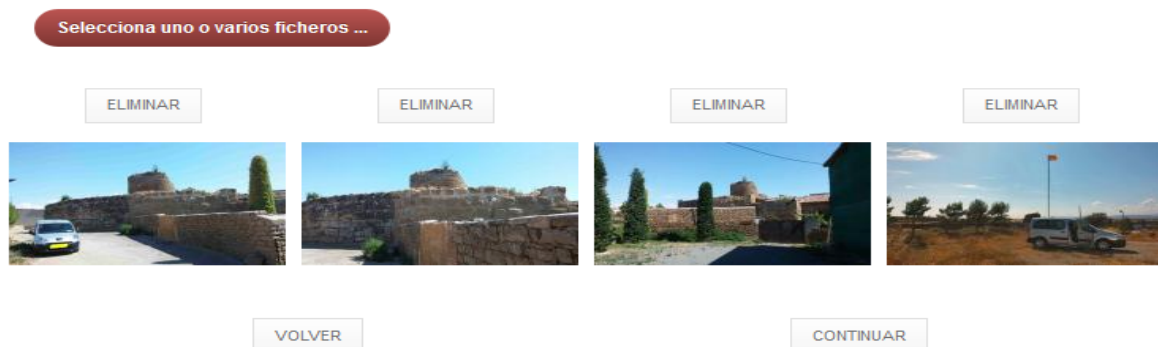 Selecciona uno o varios ficheros ...
ELIMINAR ELIMINAR ELIMINAR ELIMINAR
VOLVER CONTINUAR